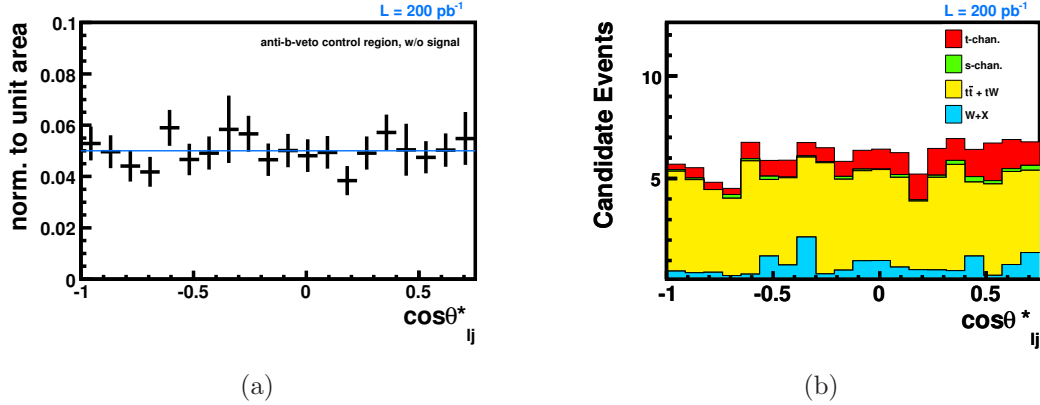 L = 200 pb⁻¹
norm. to unit area
0.1
0.08
0.06
0.04
0.02
0
anti-b-veto control region, w/o signal
-1
-0.5
0
0.5
cosθ*lj
(a)
L = 200 pb⁻¹
Candidate Events
10
5
t-chan.
s-chan.
tt̄ + tW
W+X
-1
-0.5
0
0.5
cosθ*lj
(b)